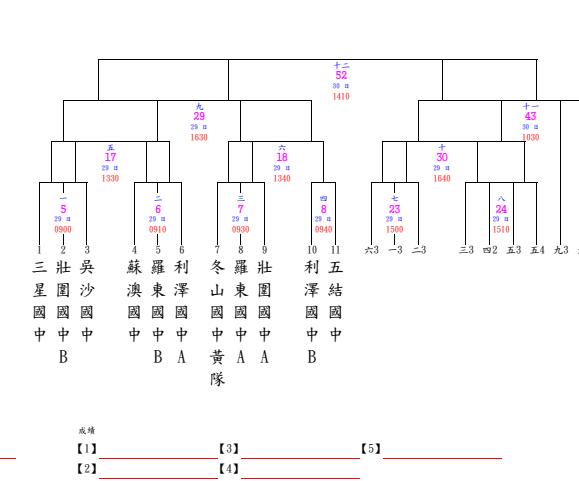 十二
52
30 日
1410
九
29
29 日
1630
十一
43
30 日
1030
五
17
29 日
1330
六
18
29 日
1340
十
30
29 日
1640
一
5
29 日
0900
二
6
29 日
0910
三
7
29 日
0930
四
8
29 日
0940
七
23
29 日
1500
八
24
29 日
1510
1 2 3 4 5 6 7 8 9 10 11 六3 一3 二3 三3 四2 五3 五4 九3
三星國中
壯圍國中B
吳沙國中
蘇澳國中
羅東國中B
利澤國中A
冬山國中黃隊
羅東國中A
壯圍國中A
利澤國中B
五結國中
成績
【1】 【3】 【5】
【2】 【4】